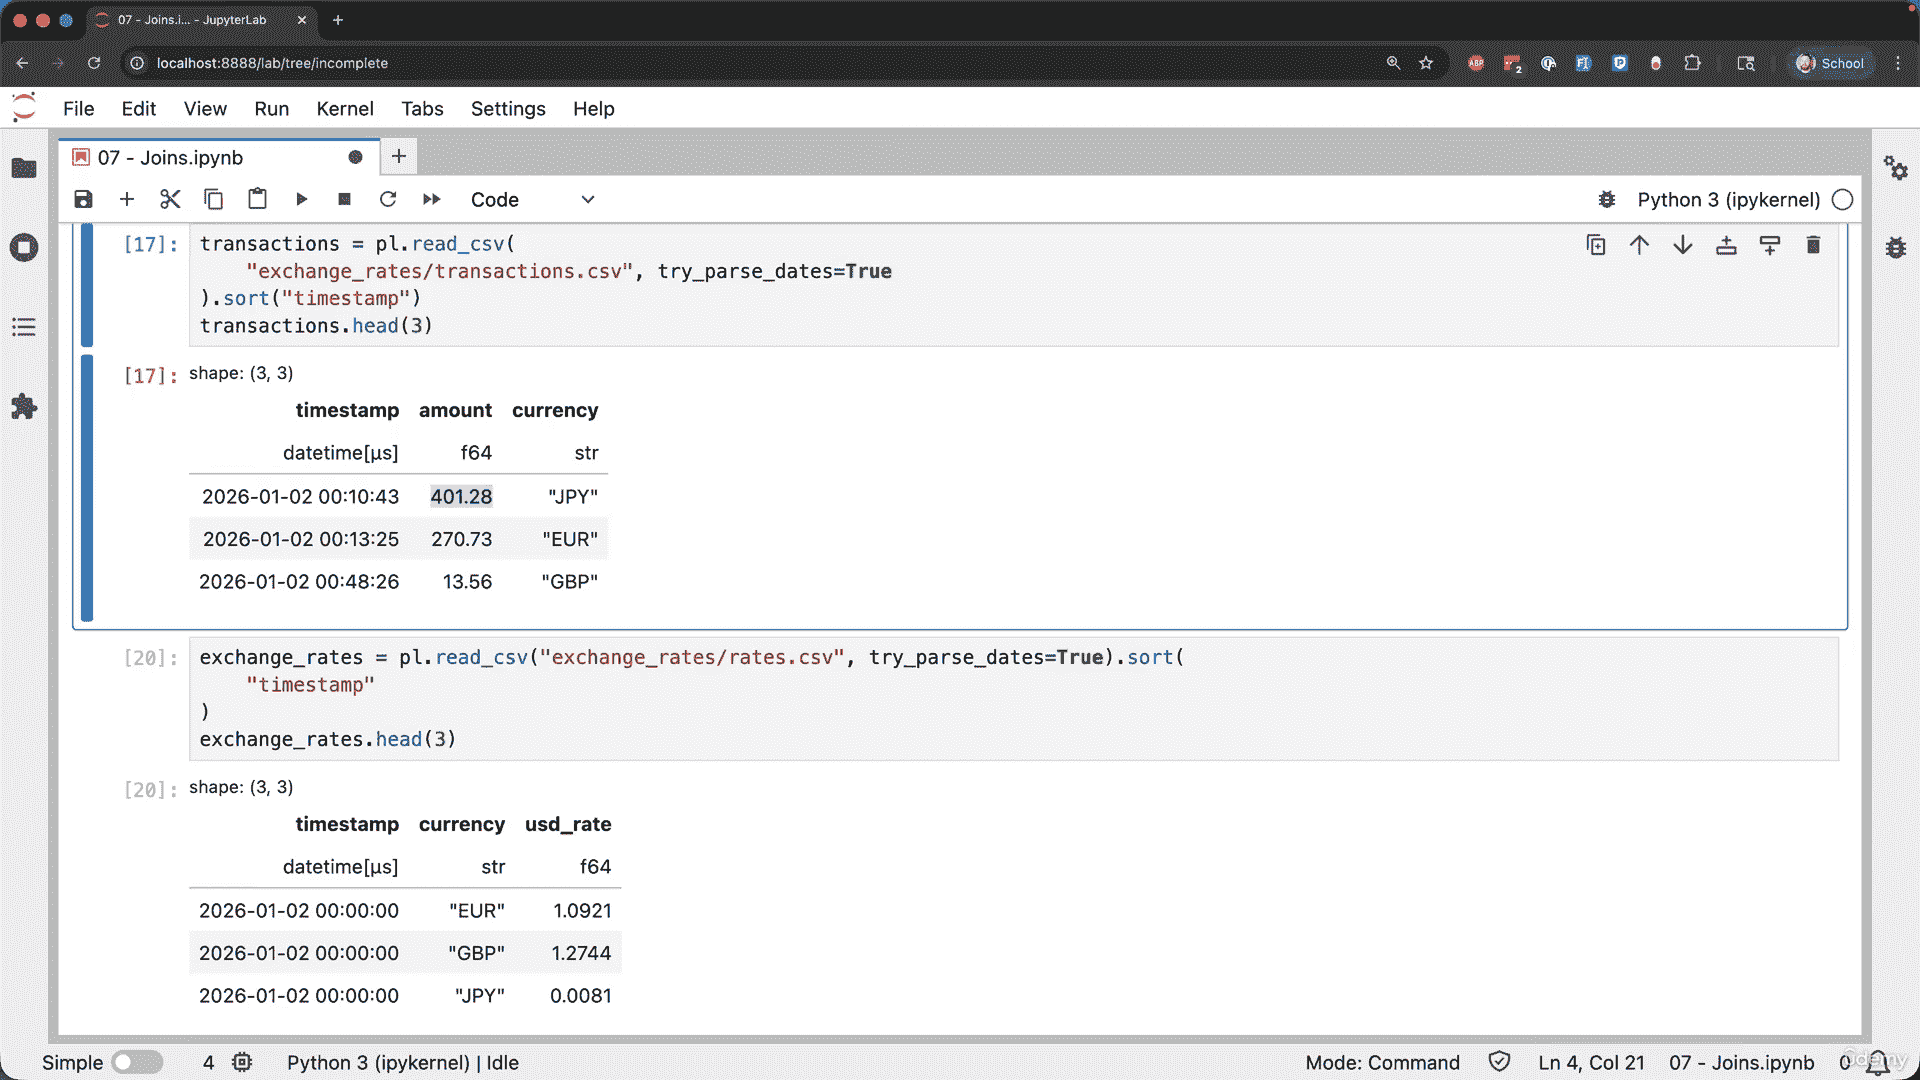 07 - Joins.i... - JupyterLab
localhost:8888/lab/tree/incomplete
ABP
2
School
File Edit View Run Kernel Tabs Settings Help
07 - Joins.ipynb
Code
Python 3 (ipykernel)
[17]: transactions = pl.read_csv(
"exchange_rates/transactions.csv", try_parse_dates=True
).sort("timestamp")
transactions.head(3)
[17]: shape: (3, 3)
timestamp amount currency
datetime[μs] f64 str
2026-01-02 00:10:43 401.28 "JPY"
2026-01-02 00:13:25 270.73 "EUR"
2026-01-02 00:48:26 13.56 "GBP"
[20]: exchange_rates = pl.read_csv("exchange_rates/rates.csv", try_parse_dates=True).sort(
"timestamp"
)
exchange_rates.head(3)
[20]: shape: (3, 3)
timestamp currency usd_rate
datetime[μs] str f64
2026-01-02 00:00:00 "EUR" 1.0921
2026-01-02 00:00:00 "GBP" 1.2744
2026-01-02 00:00:00 "JPY" 0.0081
Simple 4 Python 3 (ipykernel) | Idle Mode: Command Ln 4, Col 21 07 - Joins.ipynb 0
Udemy